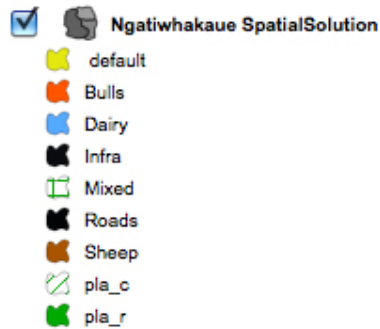 Ngatiwhakaue SpatialSolution
default
Bulls
Dairy
Infra
Mixed
Roads
Sheep
pla_c
pla_r